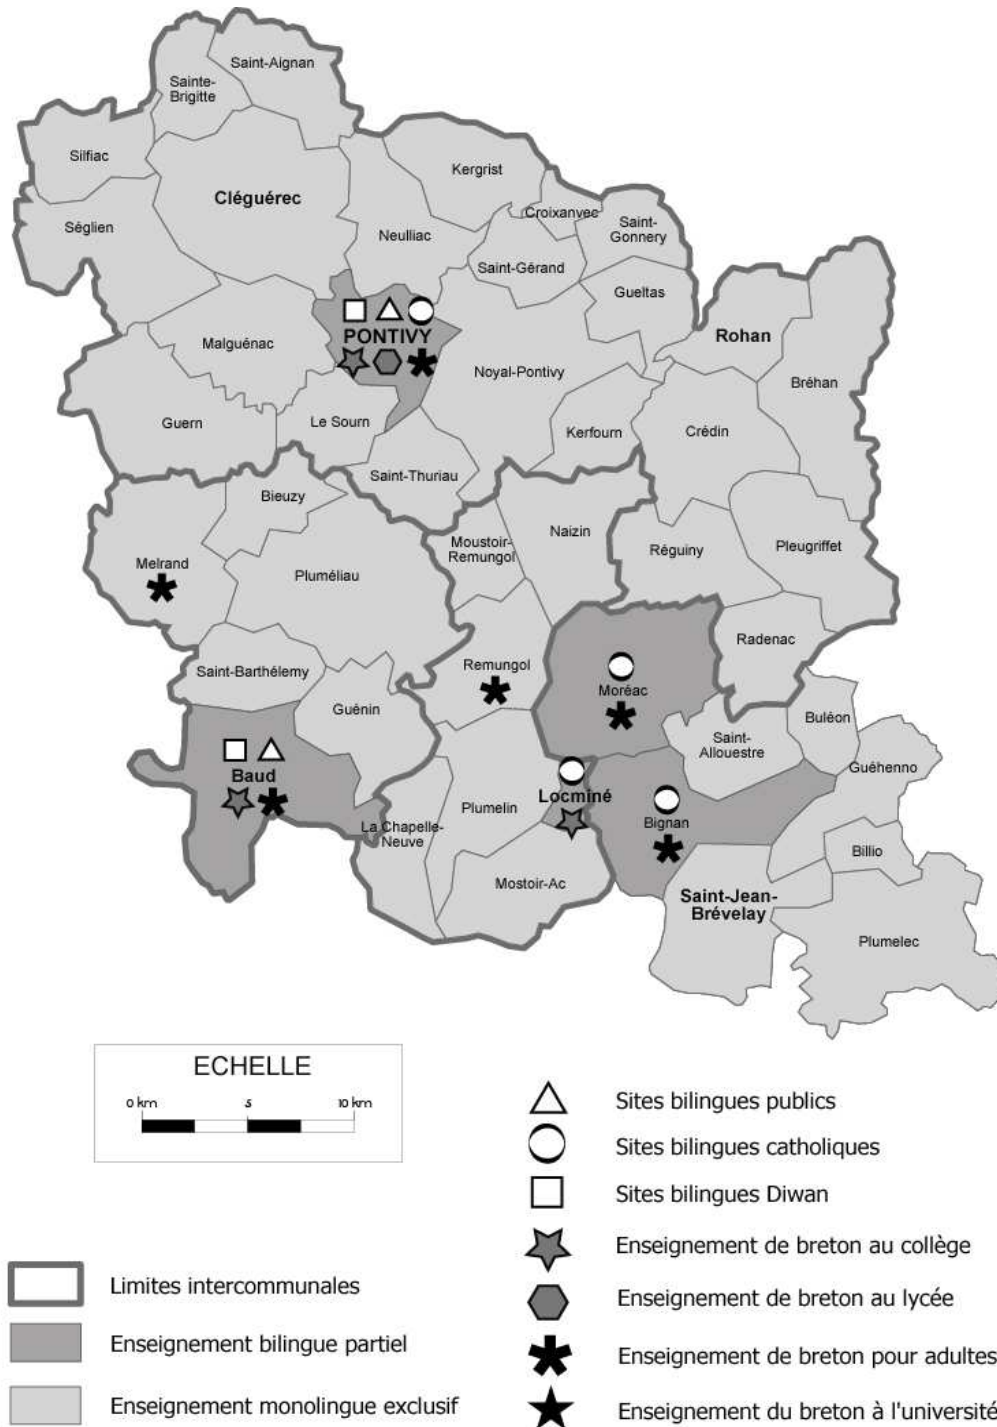 Saint-Aignan
Sainte-
Brigitte
Silfiac
Kergrist
Cléguérec
Croixanvec
Séglien
Neulliac
Saint-
Gonnery
Saint-Gérand
Gueltas
PONTIVY
Rohan
Malguénac
Noyal-Pontivy
Bréhan
Guern
Le Sourn
Kerfourn
Crédin
Saint-Thuriau
Bieuzy
Naizin
Moustoir-
Remungol
Réguiny
Pleugriffet
Melrand
Pluméliau
Radenac
Saint-Barthélemy
Remungol
Moréac
Guénin
Buléon
Saint-
Allouestre
Guéhenno
Baud
Plumelin
Locminé
Bignan
La Chapelle-
Neuve
Billio
Mostoir-Ac
Saint-Jean-
Brévelay
Plumelec
ECHELLE
0 km 5 10 km
Sites bilingues publics
Sites bilingues catholiques
Sites bilingues Diwan
Enseignement de breton au collège
Enseignement de breton au lycée
Enseignement de breton pour adultes
Enseignement du breton à l'université
Limites intercommunales
Enseignement bilingue partiel
Enseignement monolingue exclusif